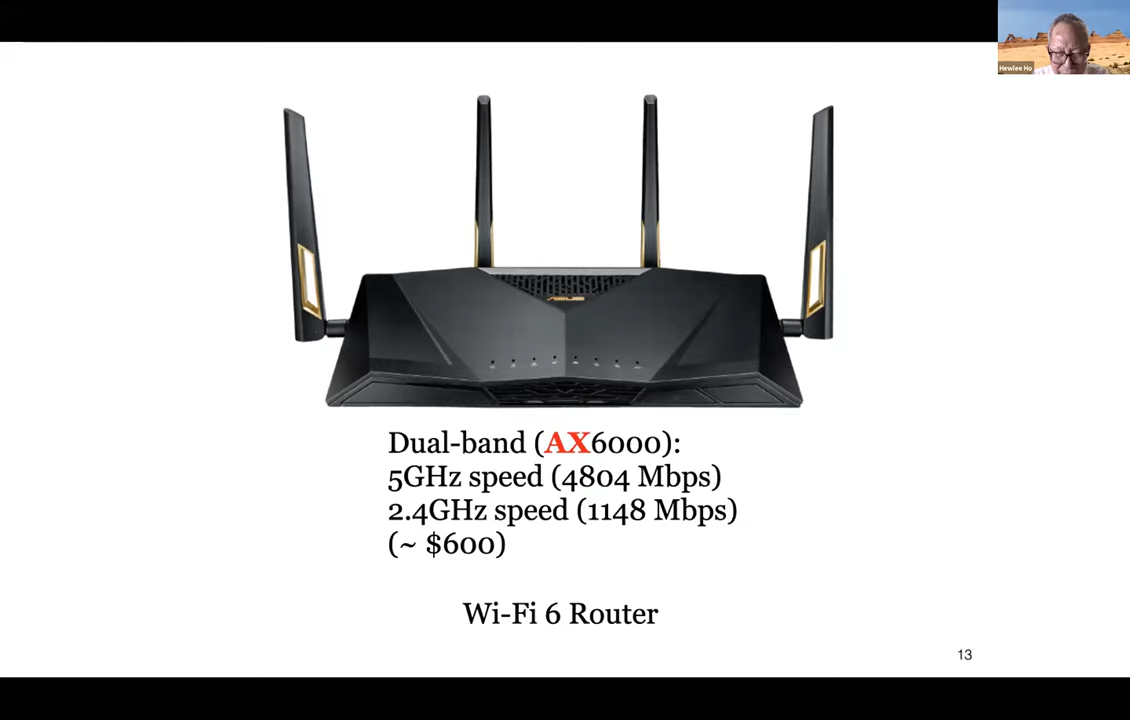 Hewlee Ho
ASUS
Dual-band (AX6000):
5GHz speed (4804 Mbps)
2.4GHz speed (1148 Mbps)
(~ $600)
Wi-Fi 6 Router
13